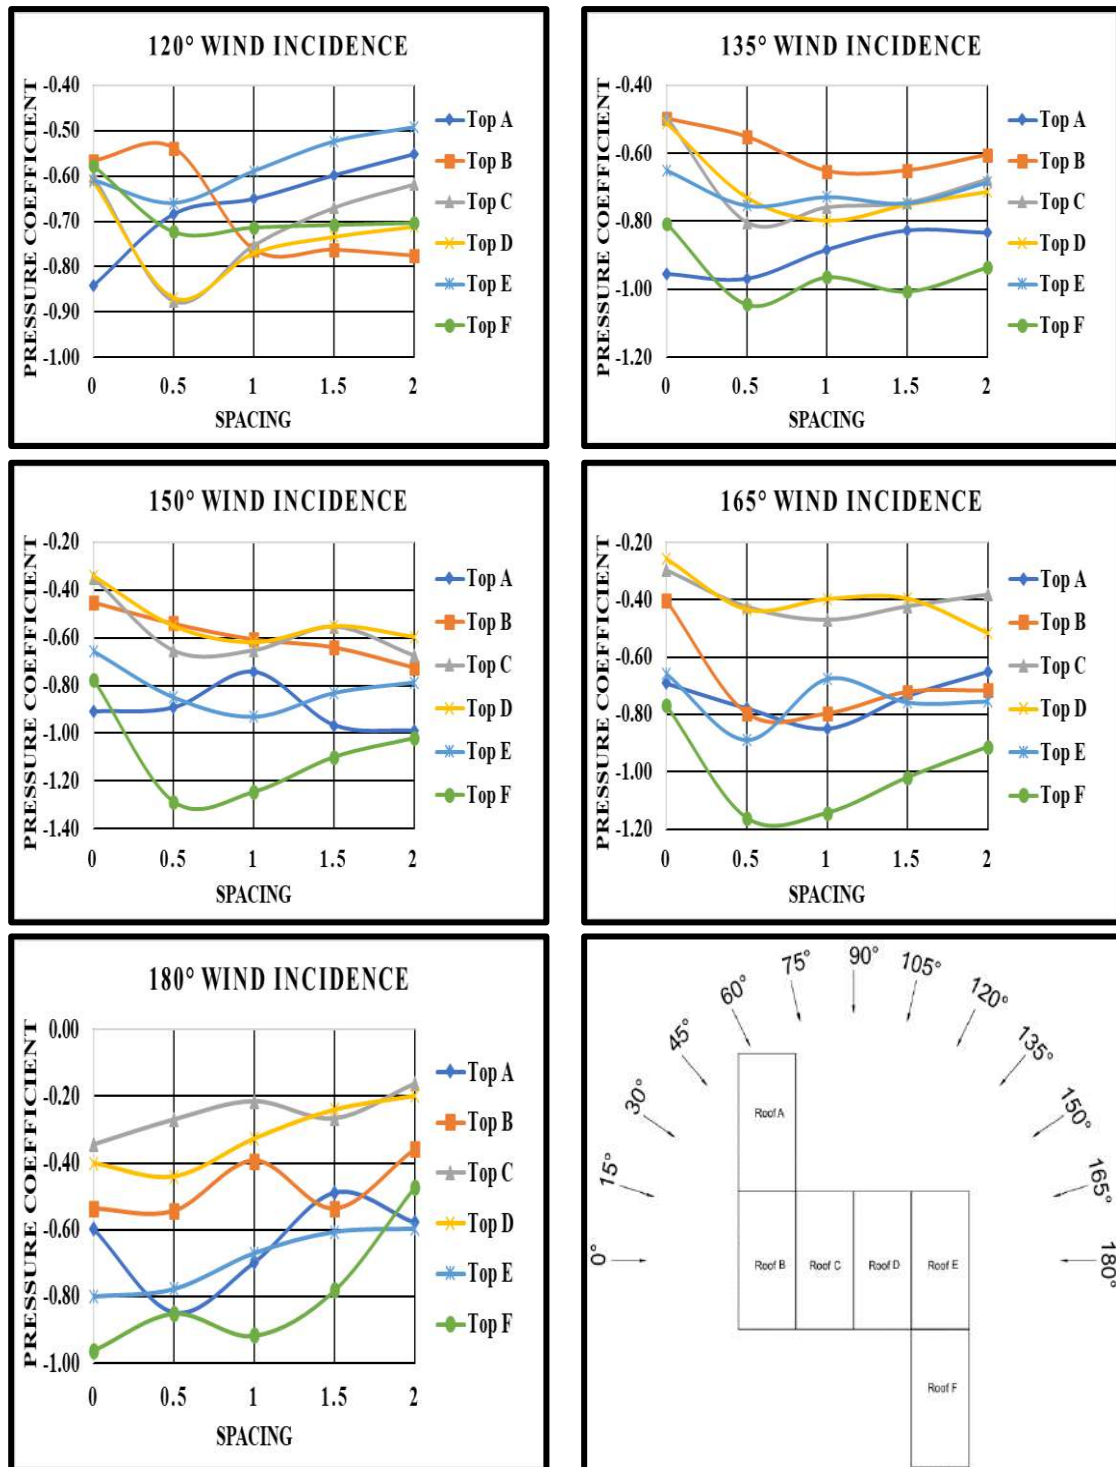 120° WIND INCIDENCE
PRESSURE COEFFICIENT
-0.40
-0.50
-0.60
-0.70
-0.80
-0.90
-1.00
0 0.5 1 1.5 2
SPACING
Top A
Top B
Top C
Top D
Top E
Top F
135° WIND INCIDENCE
PRESSURE COEFFICIENT
-0.40
-0.60
-0.80
-1.00
-1.20
0 0.5 1 1.5 2
SPACING
Top A
Top B
Top C
Top D
Top E
Top F
150° WIND INCIDENCE
PRESSURE COEFFICIENT
-0.20
-0.40
-0.60
-0.80
-1.00
-1.20
-1.40
0 0.5 1 1.5 2
SPACING
Top A
Top B
Top C
Top D
Top E
Top F
165° WIND INCIDENCE
PRESSURE COEFFICIENT
-0.20
-0.40
-0.60
-0.80
-1.00
-1.20
0 0.5 1 1.5 2
SPACING
Top A
Top B
Top C
Top D
Top E
Top F
180° WIND INCIDENCE
PRESSURE COEFFICIENT
0.00
-0.20
-0.40
-0.60
-0.80
-1.00
0 0.5 1 1.5 2
SPACING
Top A
Top B
Top C
Top D
Top E
Top F
0°
15°
30°
45°
60°
75°
90°
105°
120°
135°
150°
165°
180°
Roof A
Roof B
Roof C
Roof D
Roof E
Roof F